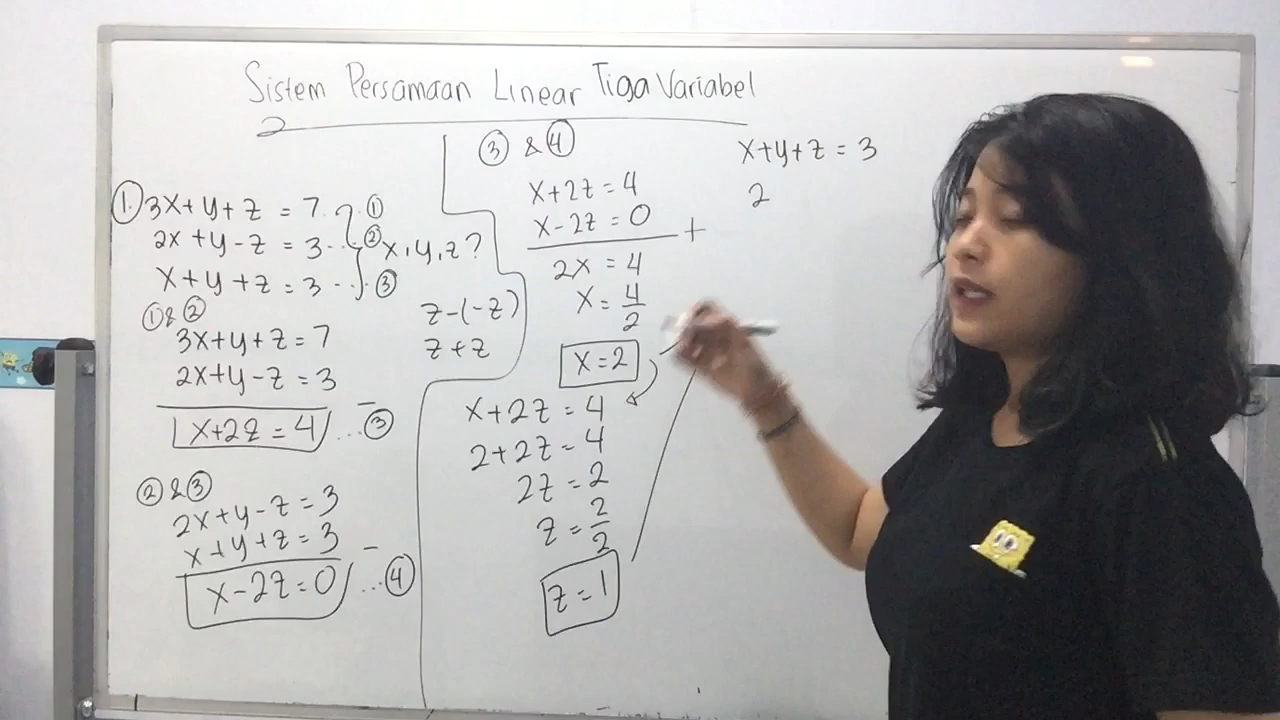 Sistem Persamaan Linear Tiga Variabel
① 3x+y+z = 7. ①
2x+y-z = 3... ②
x+y+z = 3... ③
x,y,z?
①&②
3x+y+z=7
2x+y-z=3
-
x+2z=4 ...③
②&③
2x+y-z=3
x+y+z=3
-
x-2z=0 ...④
z-(-z)
z+z
③ & ④
x+2z=4
x-2z=0
+
2x=4
x=4/2
x=2
x+2z=4
2+2z=4
2z=2
z=2/2
z=1
x+y+z=3
2